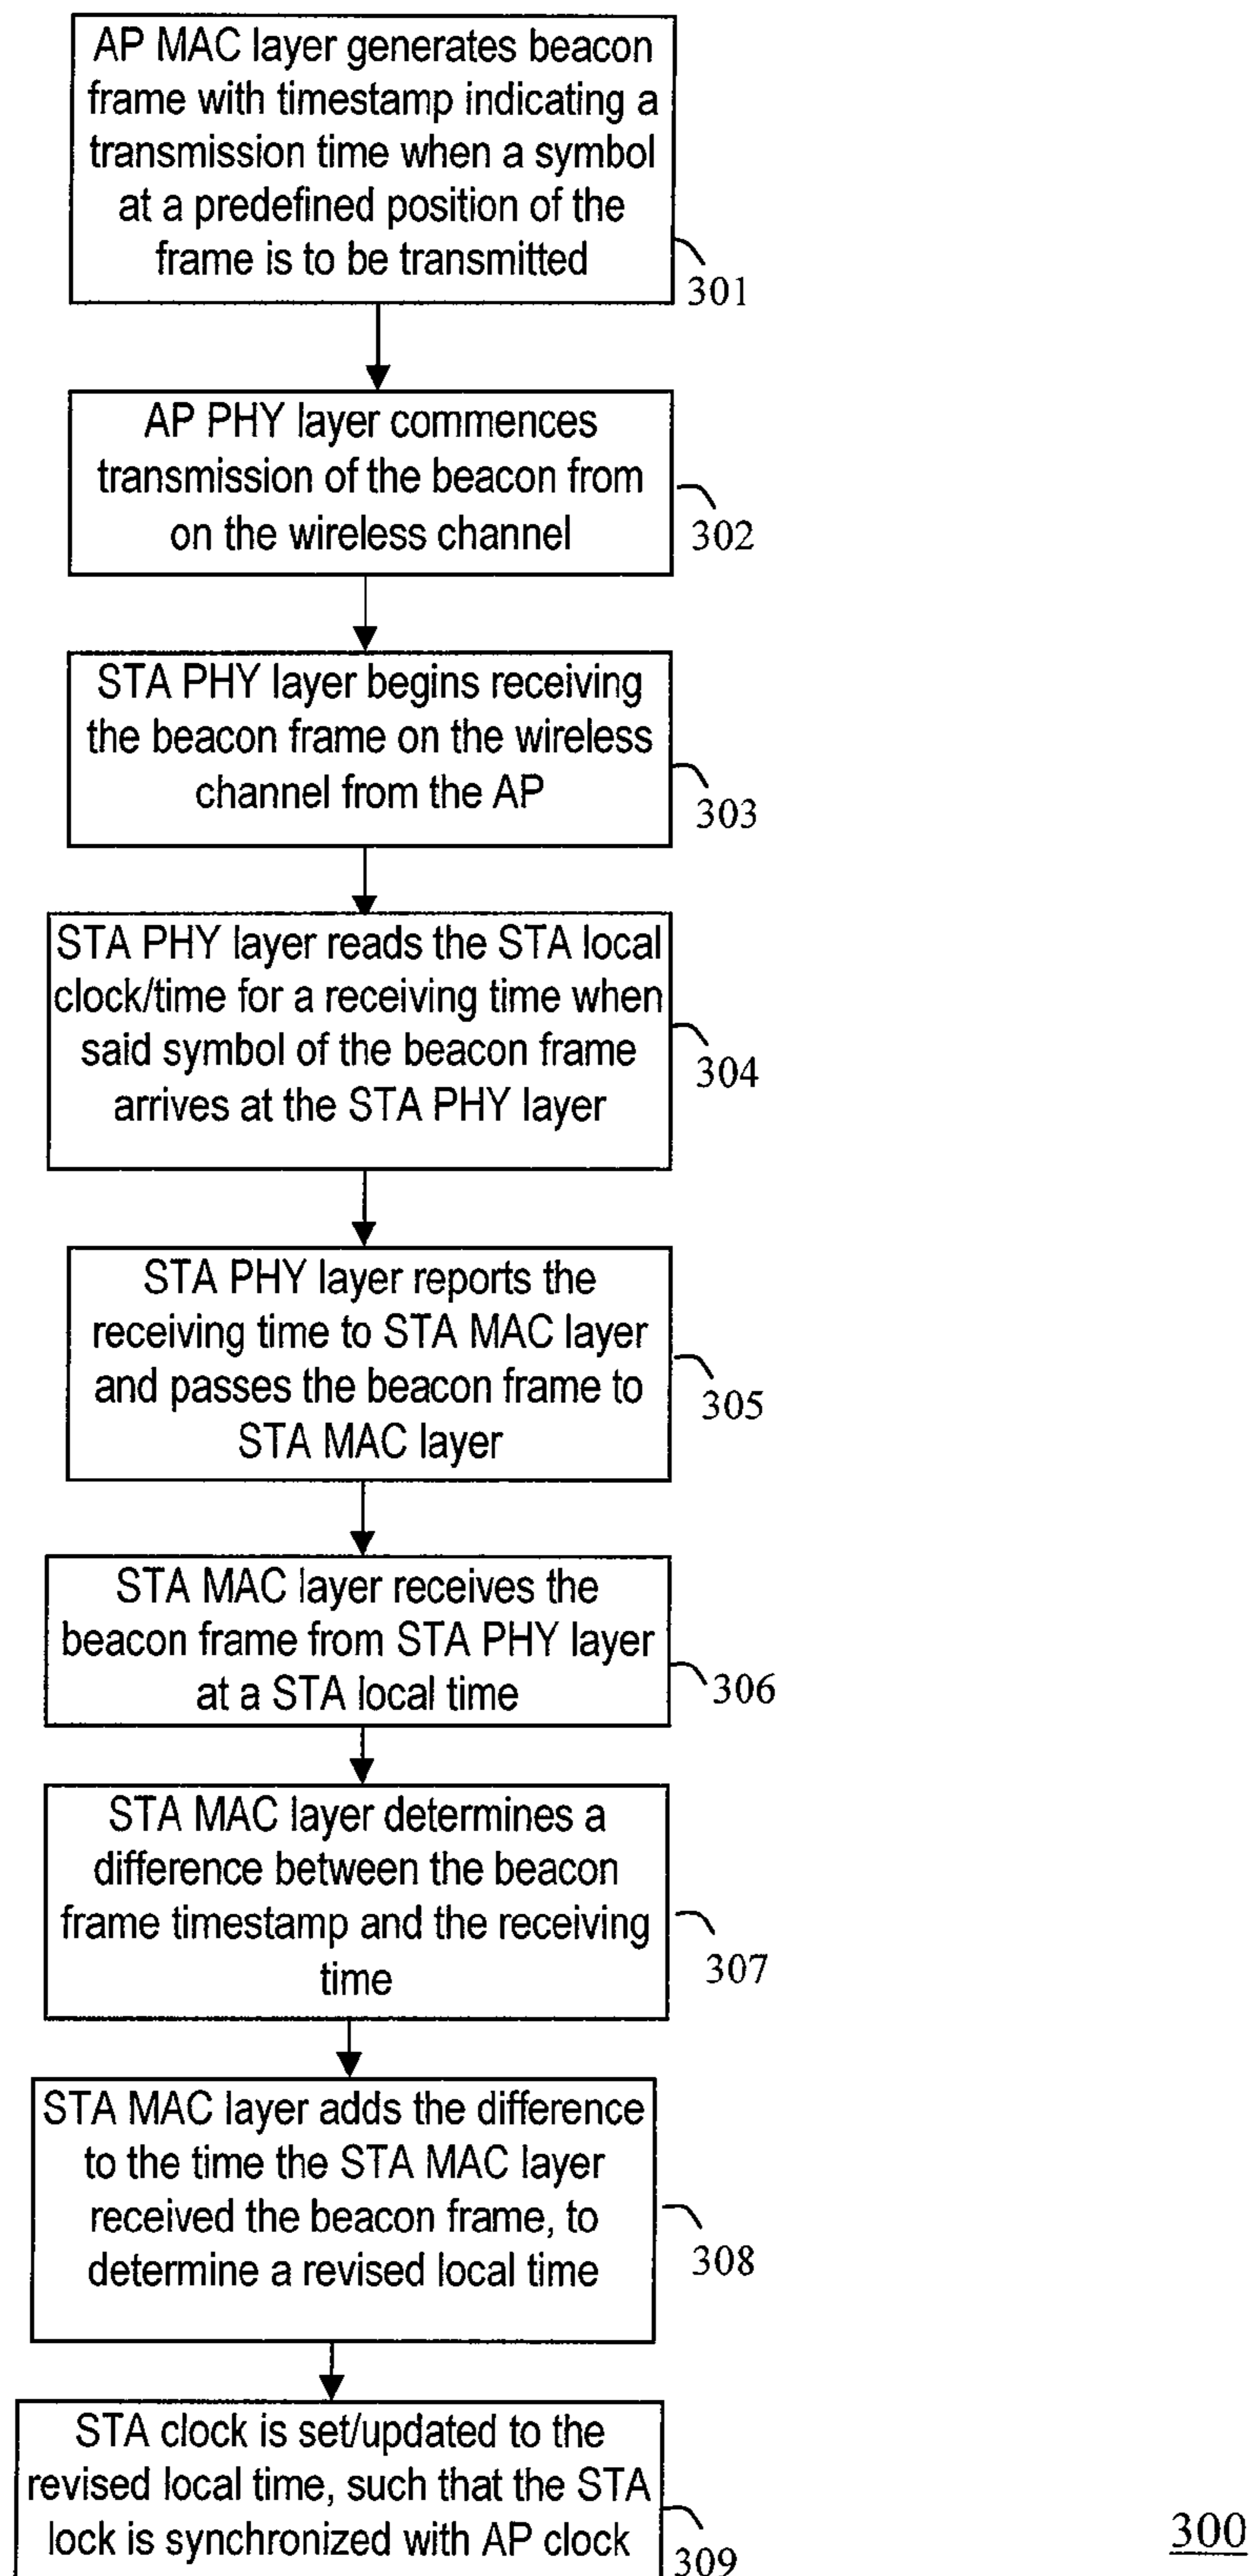 AP MAC layer generates beacon
frame with timestamp indicating a
transmission time when a symbol
at a predefined position of the
frame is to be transmitted
301
AP PHY layer commences
transmission of the beacon from
on the wireless channel
302
STA PHY layer begins receiving
the beacon frame on the wireless
channel from the AP
303
STA PHY layer reads the STA local
clock/time for a receiving time when
said symbol of the beacon frame
arrives at the STA PHY layer
304
STA PHY layer reports the
receiving time to STA MAC layer
and passes the beacon frame to
STA MAC layer
305
STA MAC layer receives the
beacon frame from STA PHY layer
at a STA local time
306
STA MAC layer determines a
difference between the beacon
frame timestamp and the receiving
time
307
STA MAC layer adds the difference
to the time the STA MAC layer
received the beacon frame, to
determine a revised local time
308
STA clock is set/updated to the
revised local time, such that the STA
lock is synchronized with AP clock
309
300